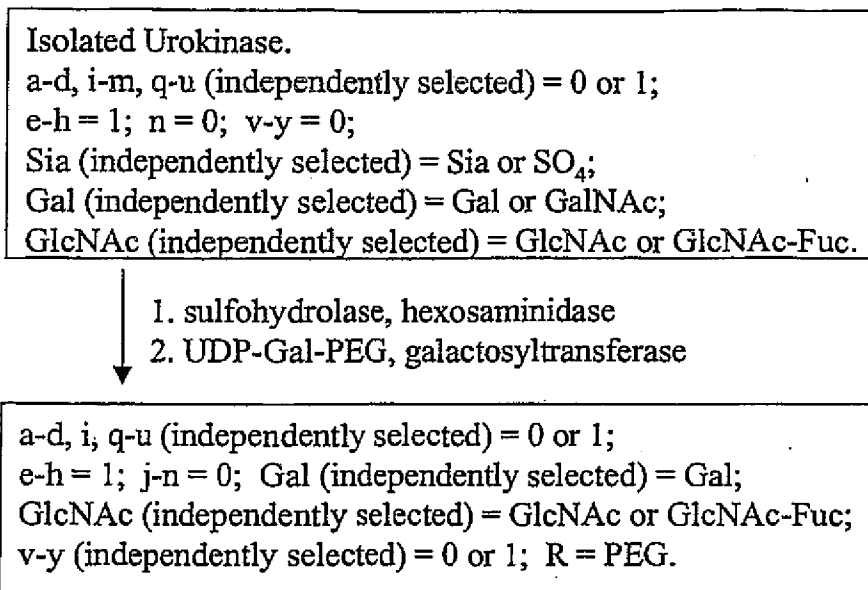 Isolated Urokinase.
a-d, i-m, q-u (independently selected) = 0 or 1;
e-h = 1; n = 0; v-y = 0;
Sia (independently selected) = Sia or SO₄;
Gal (independently selected) = Gal or GalNAc;
GlcNAc (independently selected) = GlcNAc or GlcNAc-Fuc.
1. sulfohydrolase, hexosaminidase
2. UDP-Gal-PEG, galactosyltransferase
a-d, i, q-u (independently selected) = 0 or 1;
e-h = 1; j-n = 0; Gal (independently selected) = Gal;
GlcNAc (independently selected) = GlcNAc or GlcNAc-Fuc;
v-y (independently selected) = 0 or 1; R = PEG.